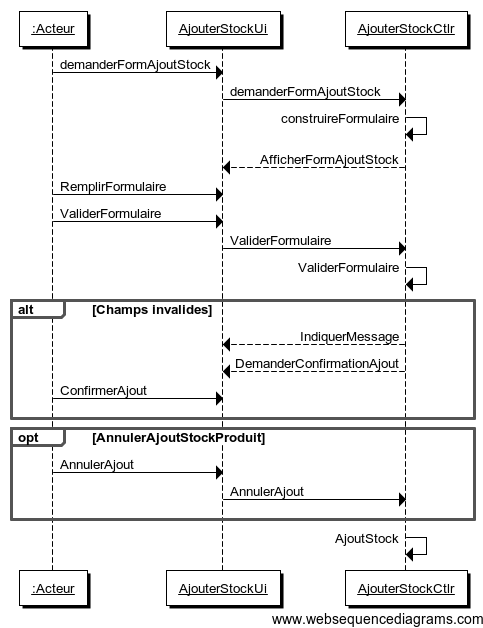 :Acteur
AjouterStockUi
AjouterStockCtlr
demanderFormAjoutStock
demanderFormAjoutStock
construireFormulaire
AfficherFormAjoutStock
RemplirFormulaire
ValiderFormulaire
ValiderFormulaire
ValiderFormulaire
alt [Champs invalides]
IndiquerMessage
DemanderConfirmationAjout
ConfirmerAjout
opt [AnnulerAjoutStockProduit]
AnnulerAjout
AnnulerAjout
AjoutStock
:Acteur
AjouterStockUi
AjouterStockCtlr
www.websequencediagrams.com